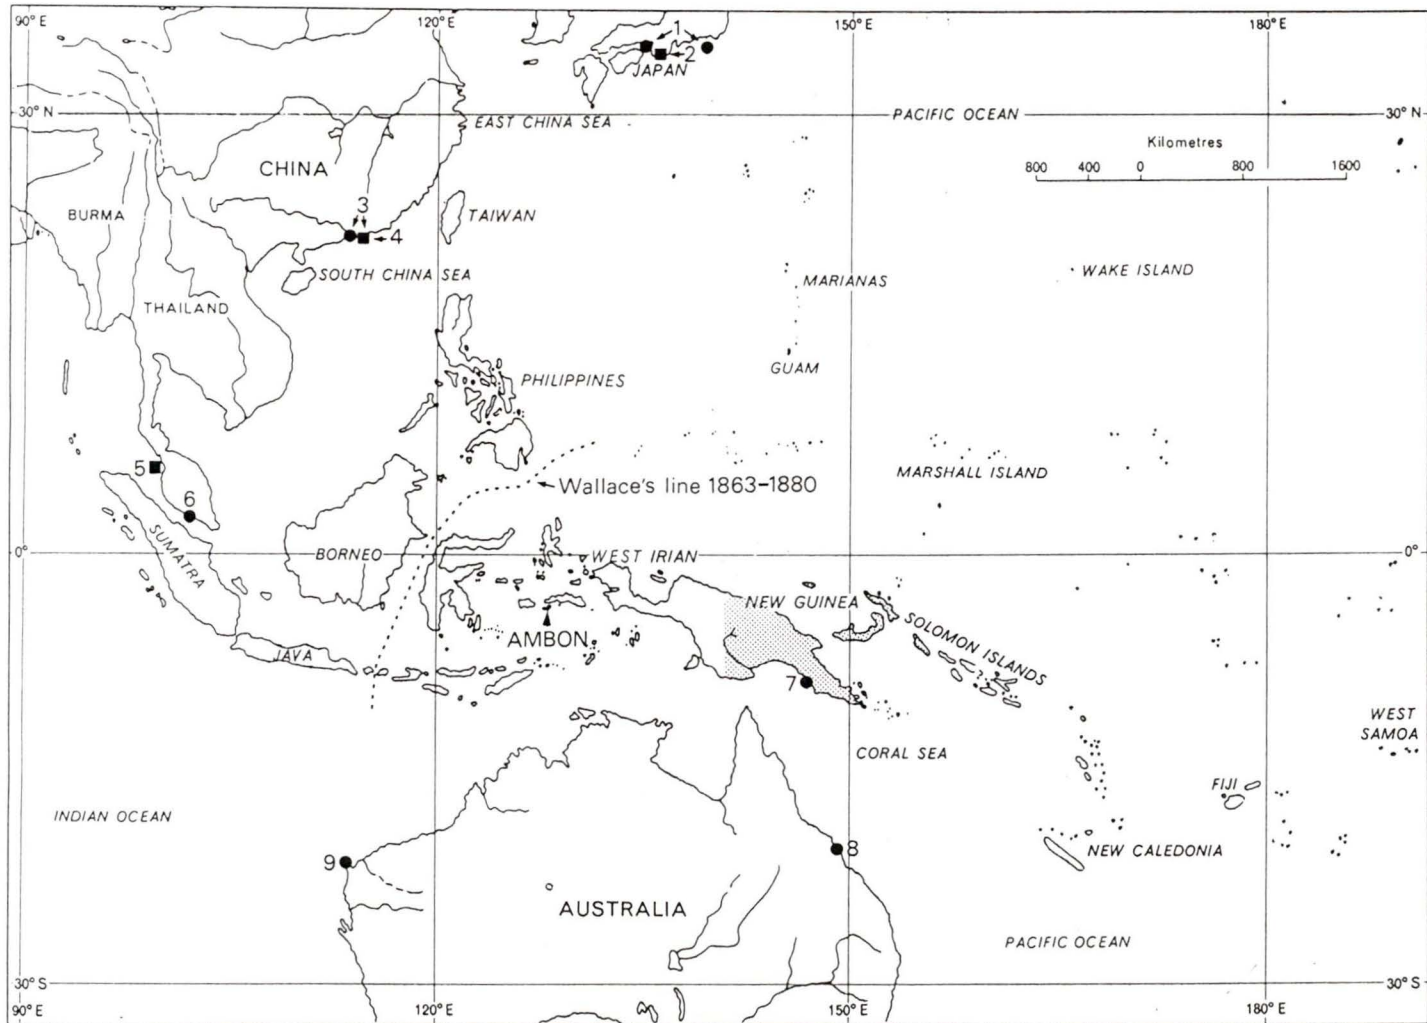 90° E
120° E
150° E
180° E
1
2
JAPAN
30° N
EAST CHINA SEA
PACIFIC OCEAN
30° N
Kilometres
800 400 0 800 1600
CHINA
BURMA
3
TAIWAN
4
SOUTH CHINA SEA
MARIANAS
WAKE ISLAND
THAILAND
GUAM
PHILIPPINES
5
6
Wallace's line 1863–1880
MARSHALL ISLAND
0°
SUMATRA
BORNEO
WEST IRIAN
0°
NEW GUINEA
SOLOMON ISLANDS
AMBON
JAVA
7
?
WEST
SAMOA
CORAL SEA
FIJI
INDIAN OCEAN
9
8
NEW CALEDONIA
AUSTRALIA
PACIFIC OCEAN
30° S
30° S
90° E
120° E
150° E
180° E